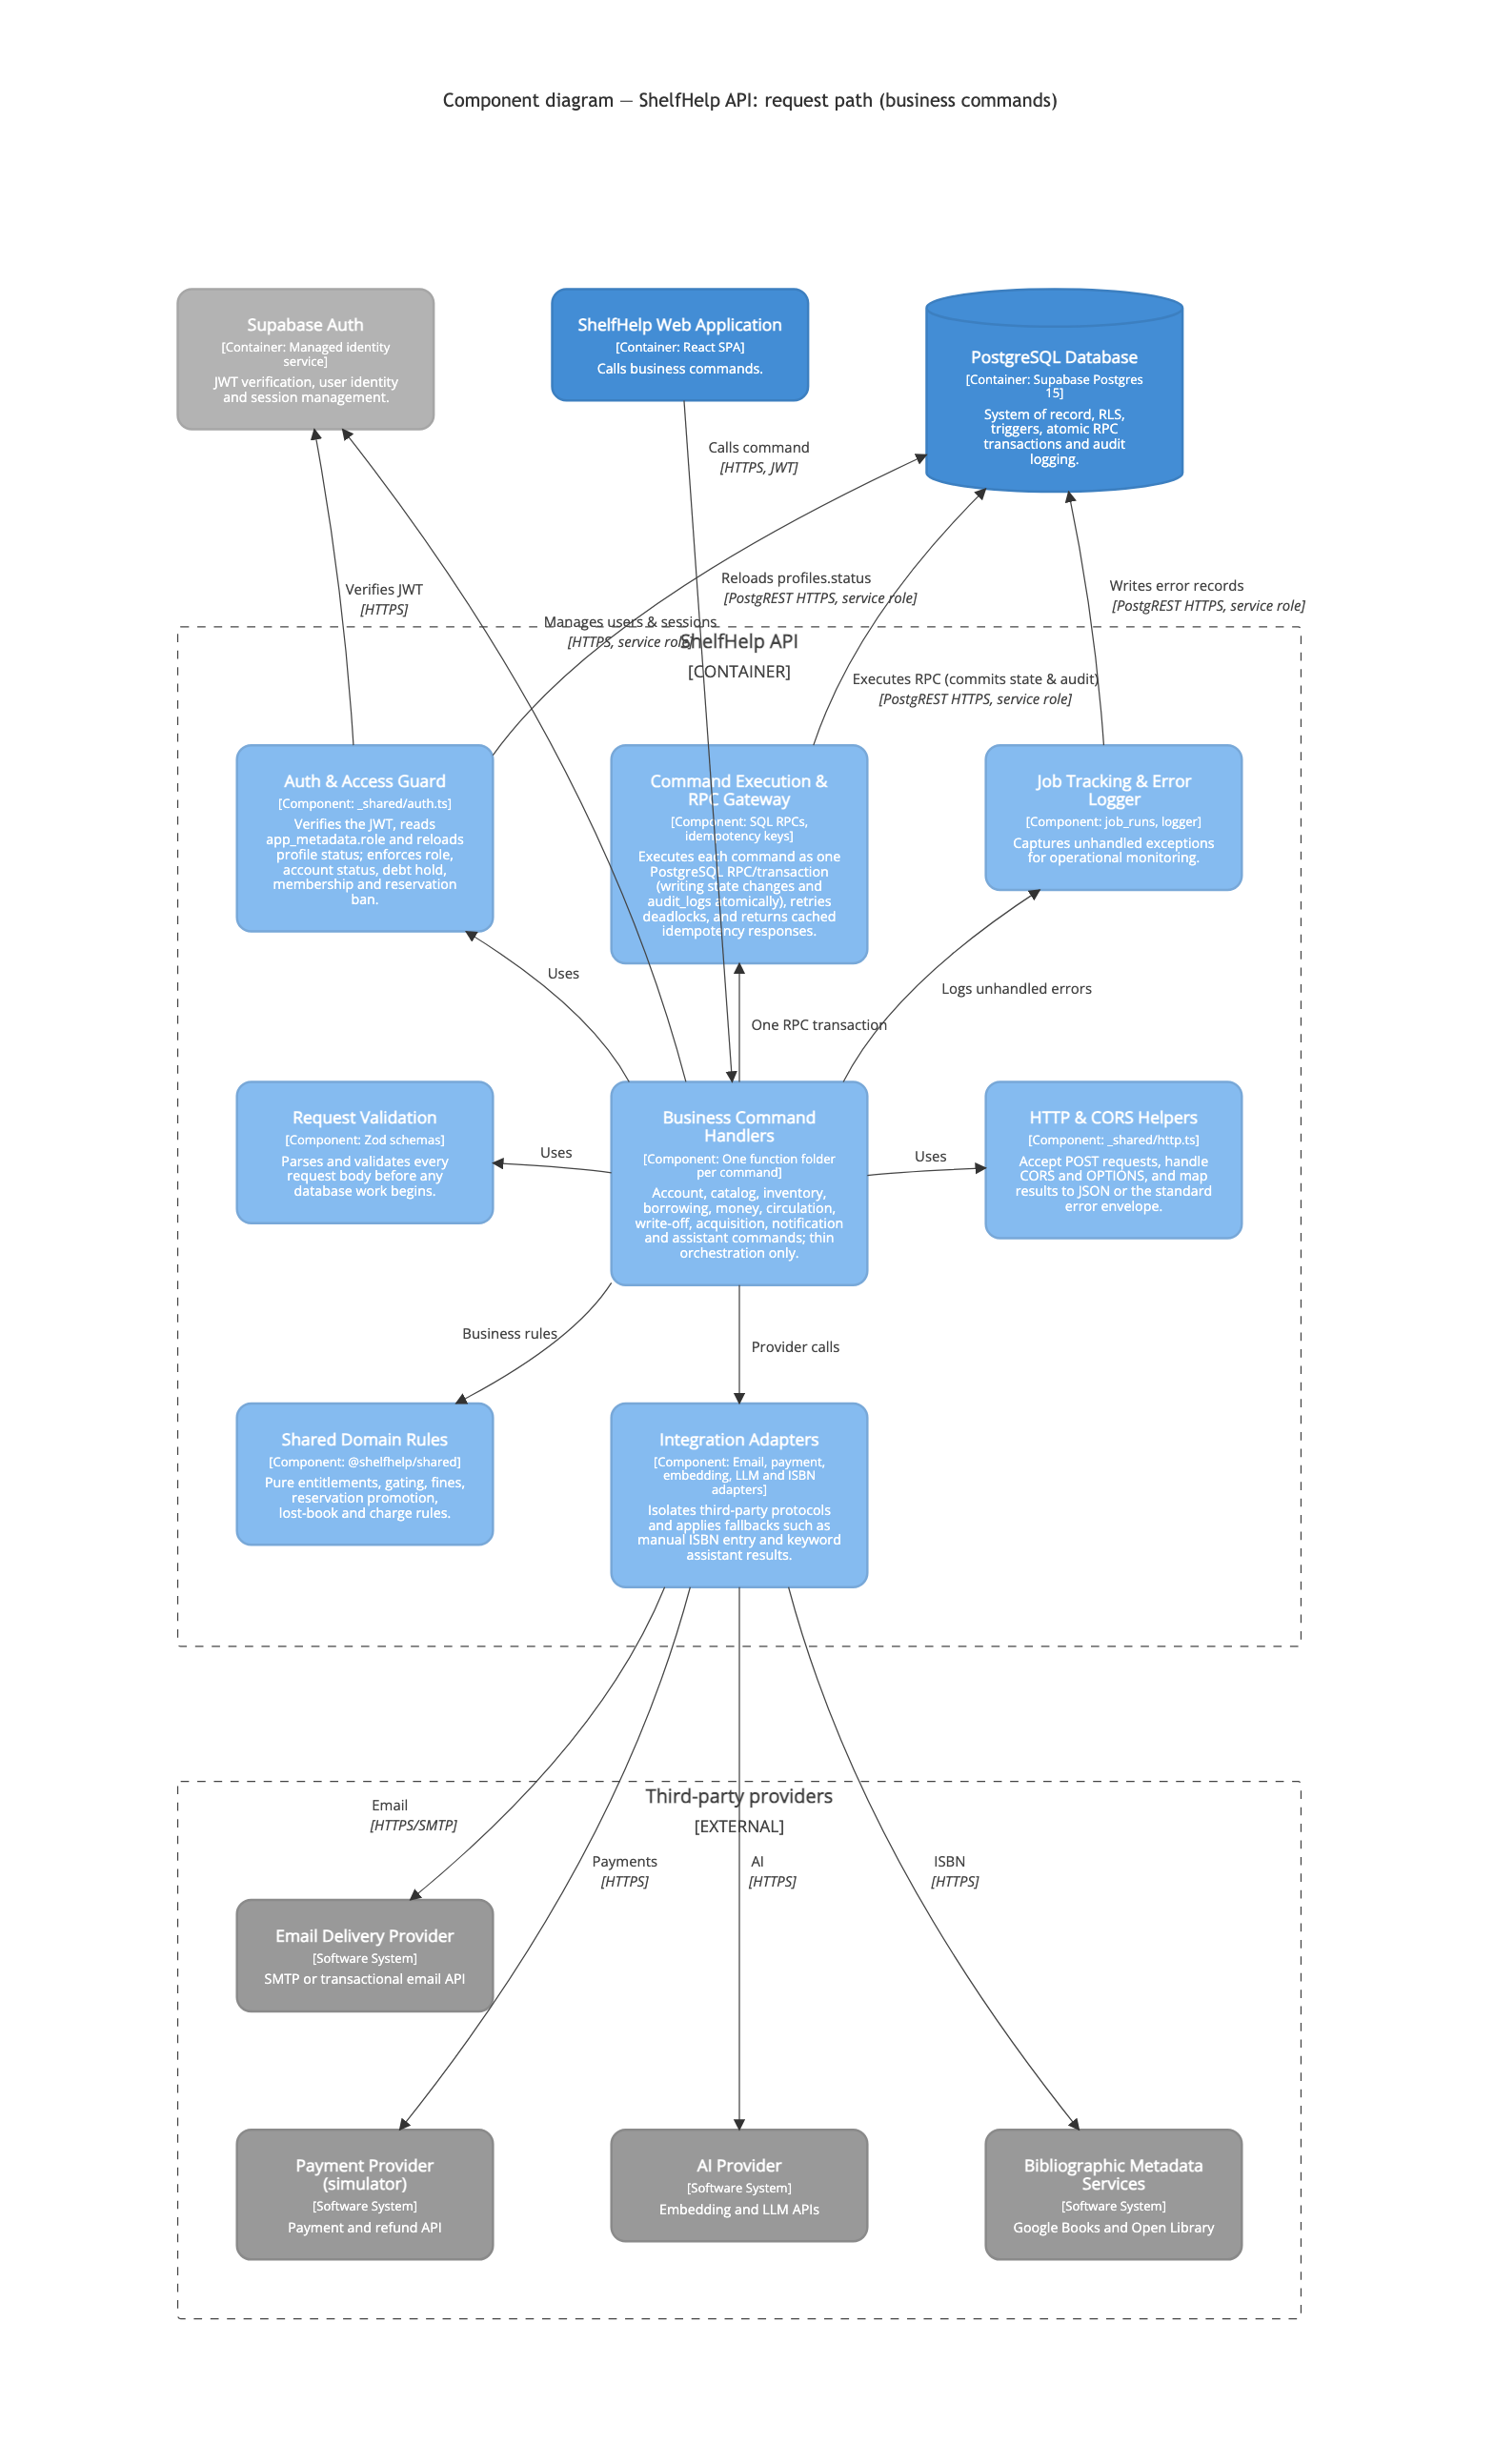 Component diagram — ShelfHelp API: request path (business commands)
Supabase Auth
[Container: Managed identity
service]
JWT verification, user identity
and session management.
ShelfHelp Web Application
[Container: React SPA]
Calls business commands.
PostgreSQL Database
[Container: Supabase Postgres
15]
System of record, RLS,
triggers, atomic RPC
transactions and audit
logging.
Calls command
[HTTPS, JWT]
Verifies JWT
[HTTPS]
Reloads profiles.status
[PostgREST HTTPS, service role]
Writes error records
[PostgREST HTTPS, service role]
Manages users & sessions
[HTTPS, service role]
ShelfHelp API
[CONTAINER]
Executes RPC (commits state & audit)
[PostgREST HTTPS, service role]
Auth & Access Guard
[Component: _shared/auth.ts]
Verifies the JWT, reads
app_metadata.role and reloads
profile status; enforces role,
account status, debt hold,
membership and reservation
ban.
Command Execution &
RPC Gateway
[Component: SQL RPCs,
idempotency keys]
Executes each command as one
PostgreSQL RPC/transaction
(writing state changes and
audit_logs atomically), retries
deadlocks, and returns cached
idempotency responses.
Job Tracking & Error
Logger
[Component: job_runs, logger]
Captures unhandled exceptions
for operational monitoring.
Uses
Logs unhandled errors
One RPC transaction
Request Validation
[Component: Zod schemas]
Parses and validates every
request body before any
database work begins.
Uses
Business Command
Handlers
[Component: One function folder
per command]
Account, catalog, inventory,
borrowing, money, circulation,
write-off, acquisition, notification
and assistant commands; thin
orchestration only.
Uses
HTTP & CORS Helpers
[Component: _shared/http.ts]
Accept POST requests, handle
CORS and OPTIONS, and map
results to JSON or the standard
error envelope.
Business rules
Provider calls
Shared Domain Rules
[Component: @shelfhelp/shared]
Pure entitlements, gating, fines,
reservation promotion,
lost-book and charge rules.
Integration Adapters
[Component: Email, payment,
embedding, LLM and ISBN
adapters]
Isolates third-party protocols
and applies fallbacks such as
manual ISBN entry and keyword
assistant results.
Third-party providers
[EXTERNAL]
Email
[HTTPS/SMTP]
Payments
[HTTPS]
AI
[HTTPS]
ISBN
[HTTPS]
Email Delivery Provider
[Software System]
SMTP or transactional email API
Payment Provider
(simulator)
[Software System]
Payment and refund API
AI Provider
[Software System]
Embedding and LLM APIs
Bibliographic Metadata
Services
[Software System]
Google Books and Open Library